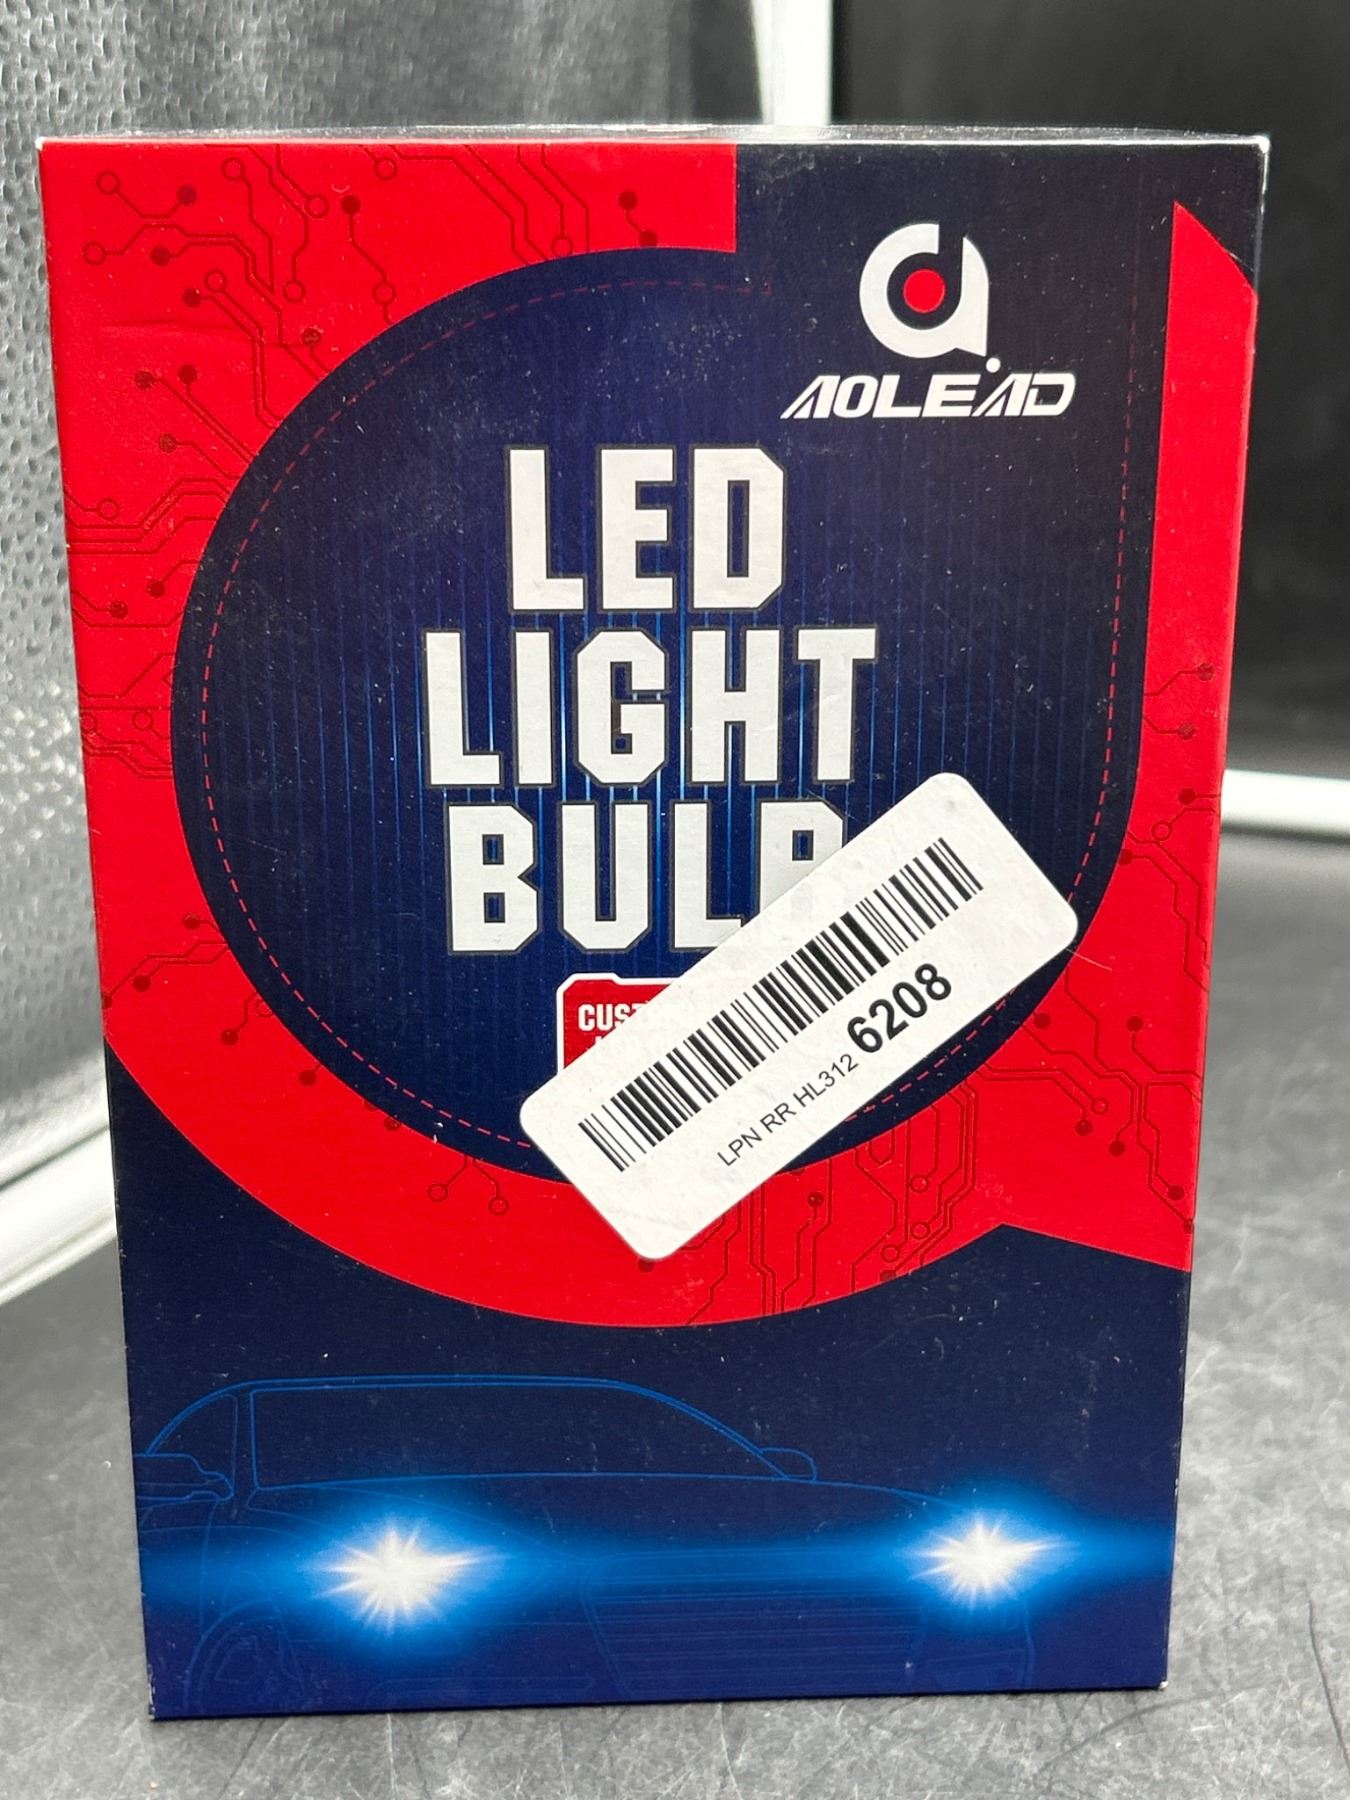 AOLEAD
LED
LIGHT
BULB
LPN RR HL312 6208